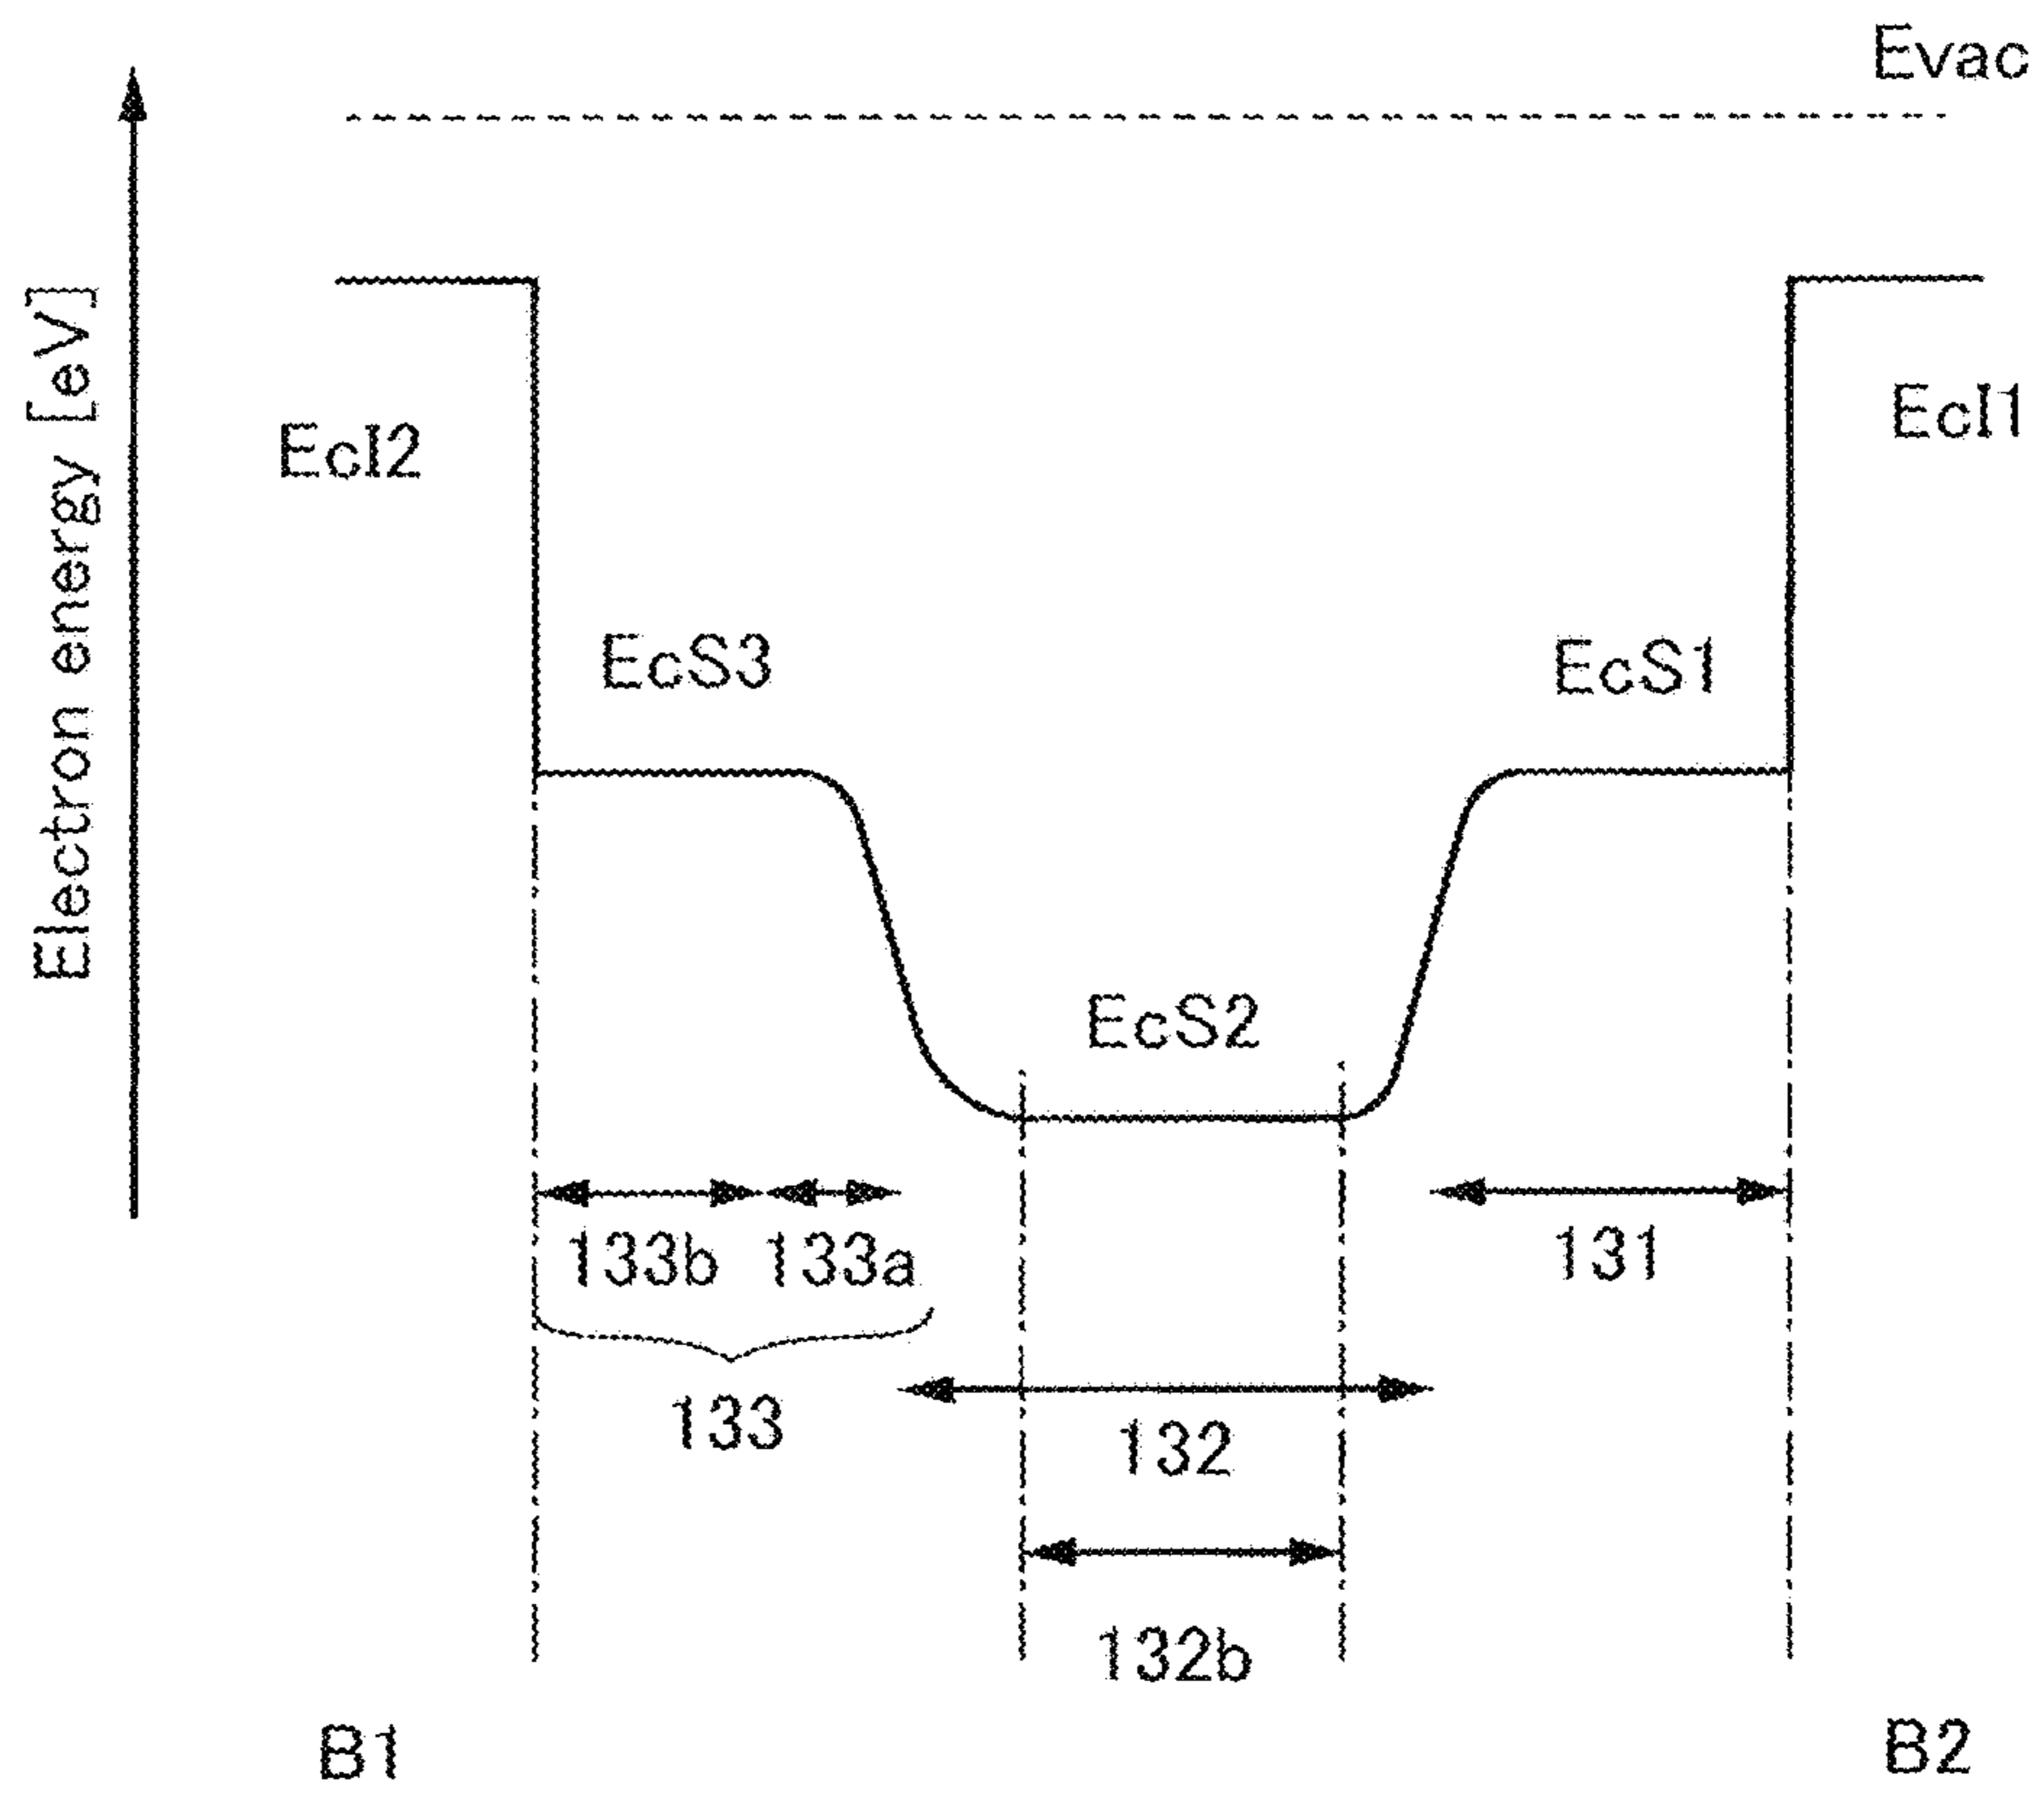 Evac
Electron energy [eV]
EcI2
EcI1
EcS3
EcS1
EcS2
133b
133a
131
133
132
132b
B1
B2